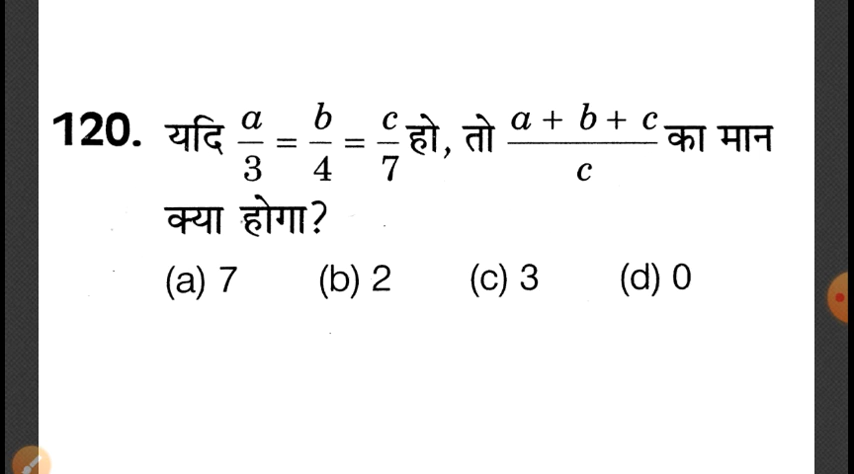 120. यदि a/3 = b/4 = c/7 हो, तो (a + b + c)/c का मान
क्या होगा?
(a) 7 (b) 2 (c) 3 (d) 0